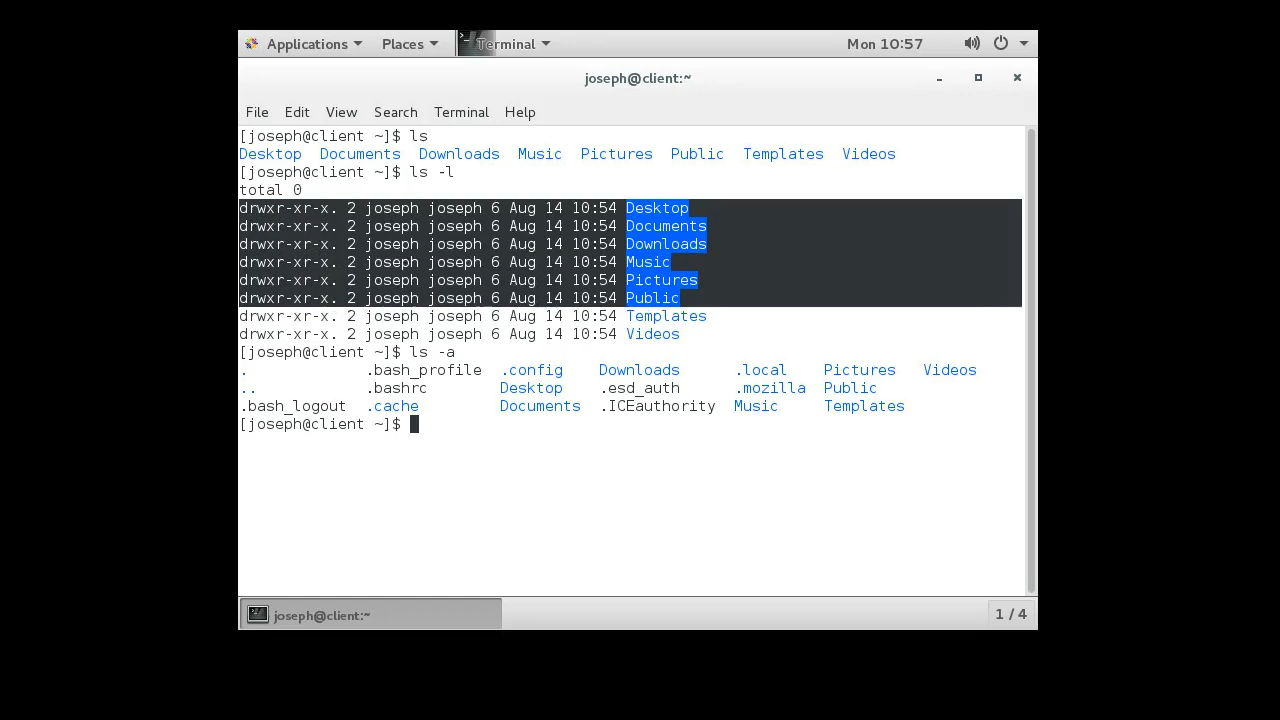 Applications Places Terminal Mon 10:57
joseph@client:~
File Edit View Search Terminal Help
[joseph@client ~]$ ls
Desktop Documents Downloads Music Pictures Public Templates Videos
[joseph@client ~]$ ls -l
total 0
drwxr-xr-x. 2 joseph joseph 6 Aug 14 10:54 Desktop
drwxr-xr-x. 2 joseph joseph 6 Aug 14 10:54 Documents
drwxr-xr-x. 2 joseph joseph 6 Aug 14 10:54 Downloads
drwxr-xr-x. 2 joseph joseph 6 Aug 14 10:54 Music
drwxr-xr-x. 2 joseph joseph 6 Aug 14 10:54 Pictures
drwxr-xr-x. 2 joseph joseph 6 Aug 14 10:54 Public
drwxr-xr-x. 2 joseph joseph 6 Aug 14 10:54 Templates
drwxr-xr-x. 2 joseph joseph 6 Aug 14 10:54 Videos
[joseph@client ~]$ ls -a
. .bash_profile .config Downloads .local Pictures Videos
.. .bashrc Desktop .esd_auth .mozilla Public
.bash_logout .cache Documents .ICEauthority Music Templates
[joseph@client ~]$
joseph@client:~ 1 / 4